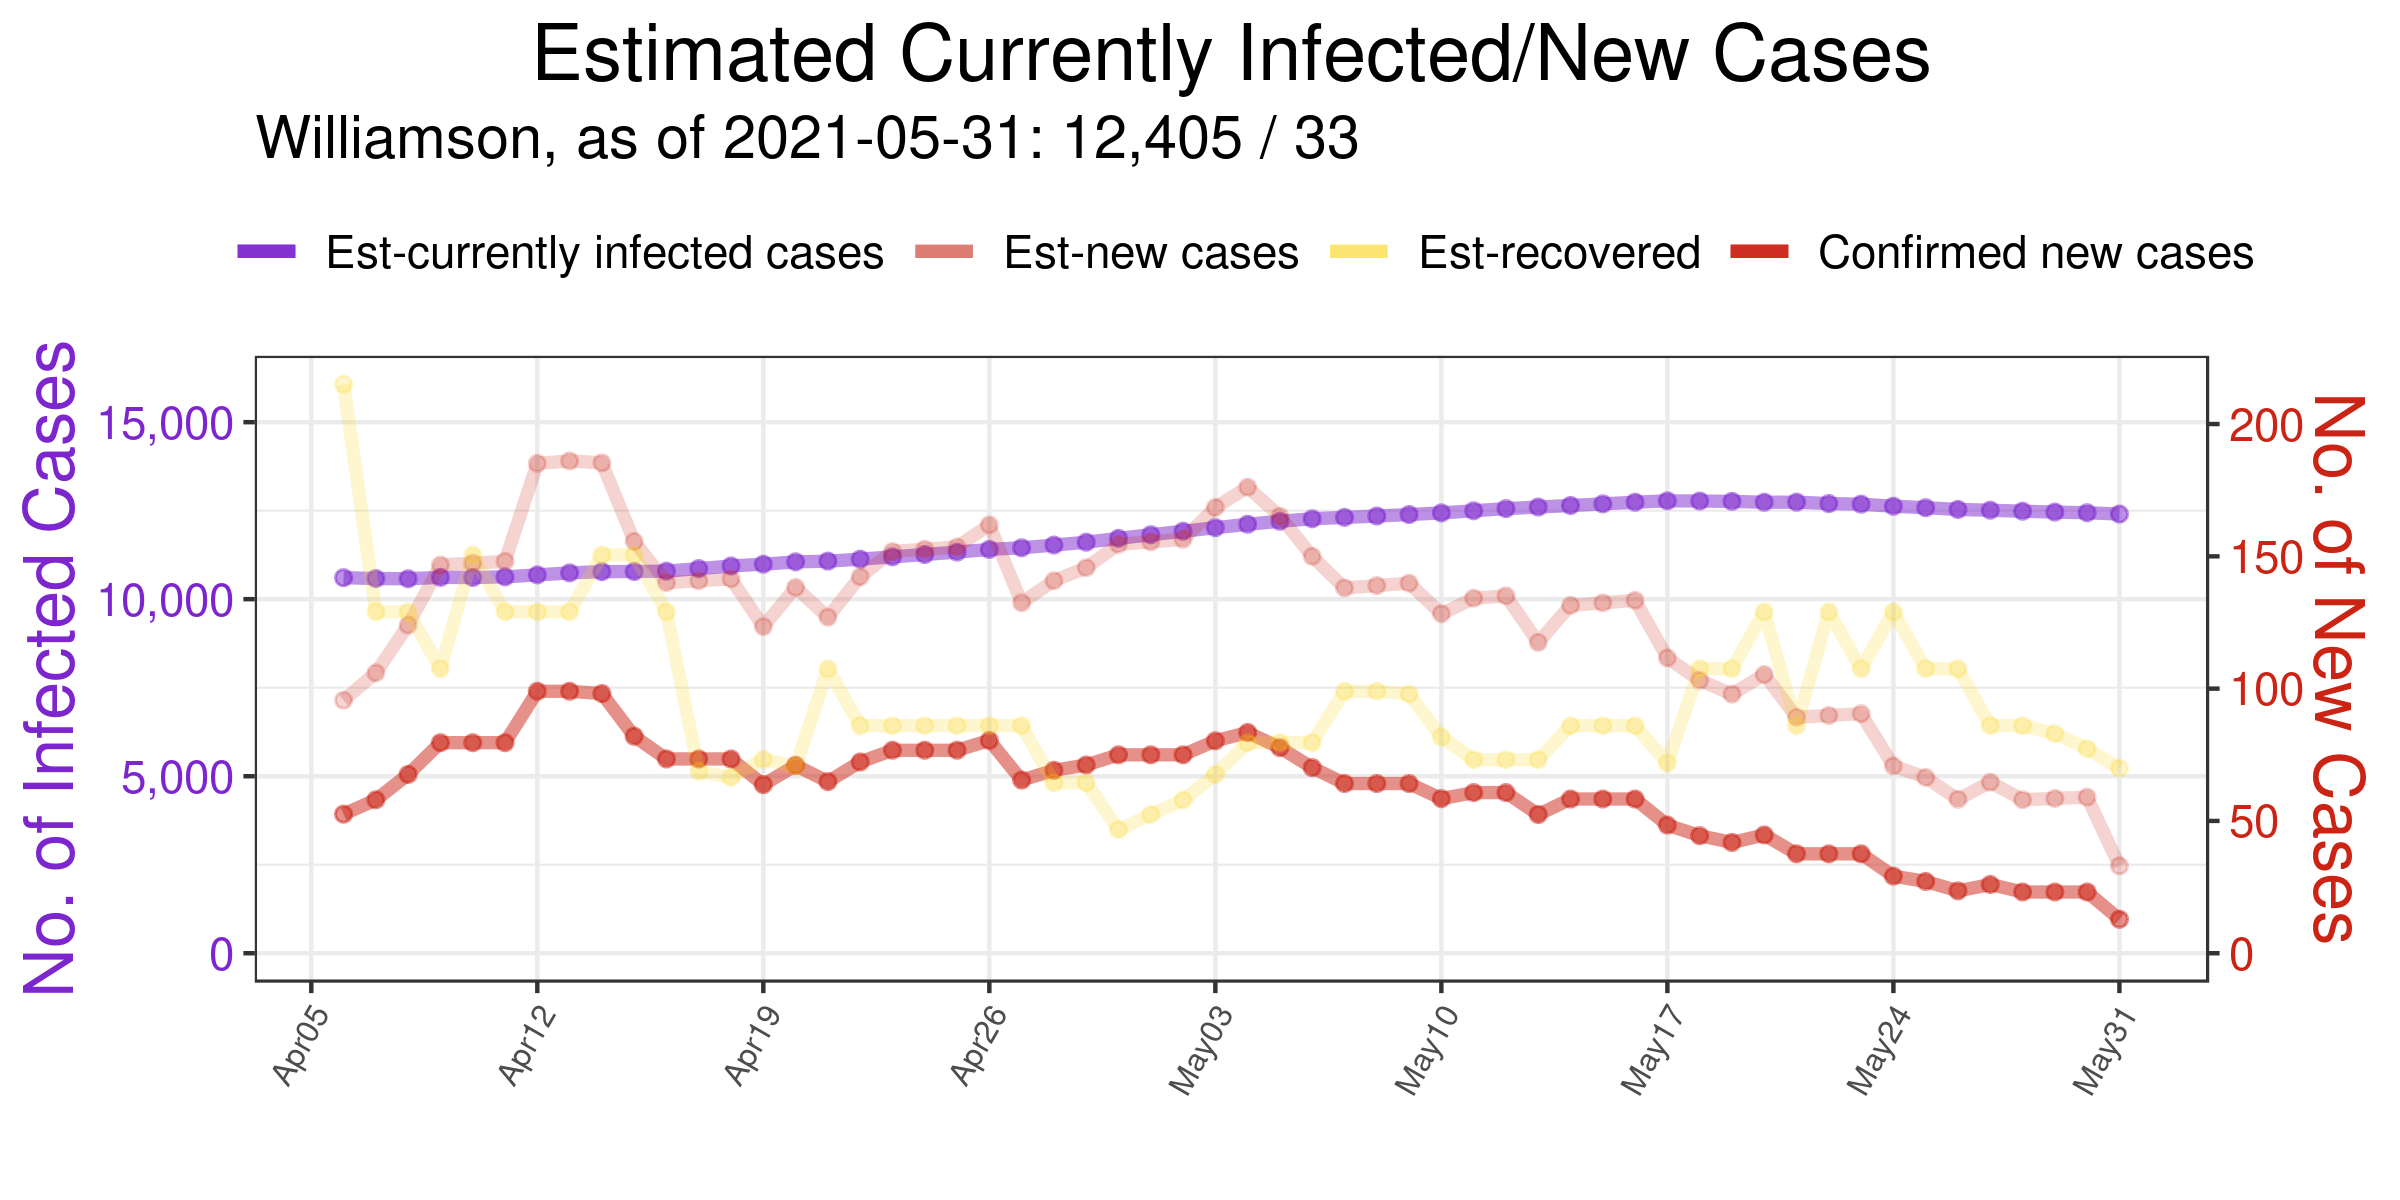 Estimated Currently Infected/New Cases
Williamson, as of 2021-05-31: 12,405 / 33
Est-currently infected cases Est-new cases Est-recovered Confirmed new cases
No. of Infected Cases
15,000
10,000
5,000
0
200
150
100
50
0
No. of New Cases
Apr05 Apr12 Apr19 Apr26 May03 May10 May17 May24 May31